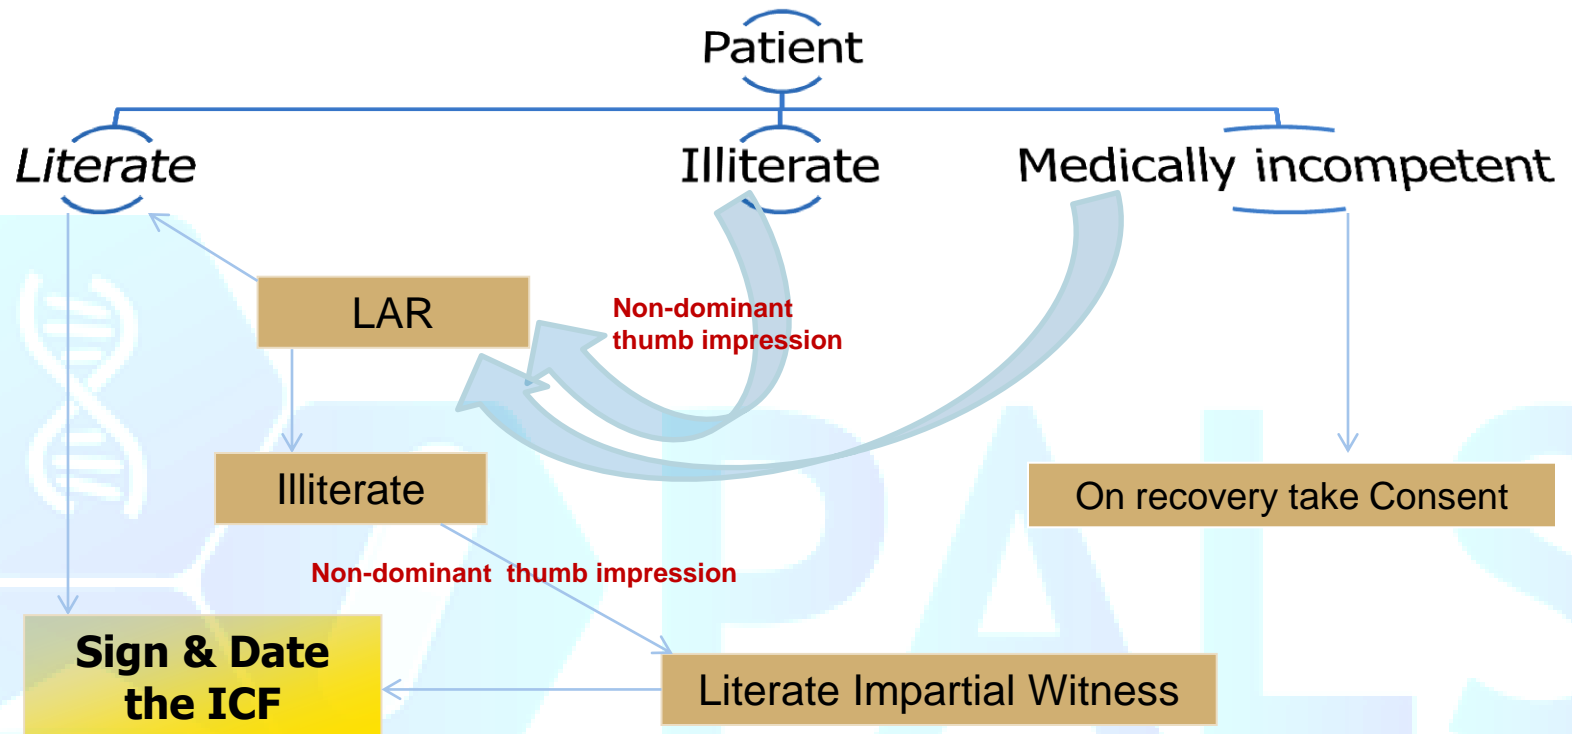 Patient
Literate
Illiterate
Medically incompetent
LAR
Non-dominant
thumb impression
Illiterate
On recovery take Consent
Non-dominant thumb impression
Sign & Date
the ICF
Literate Impartial Witness
PALS